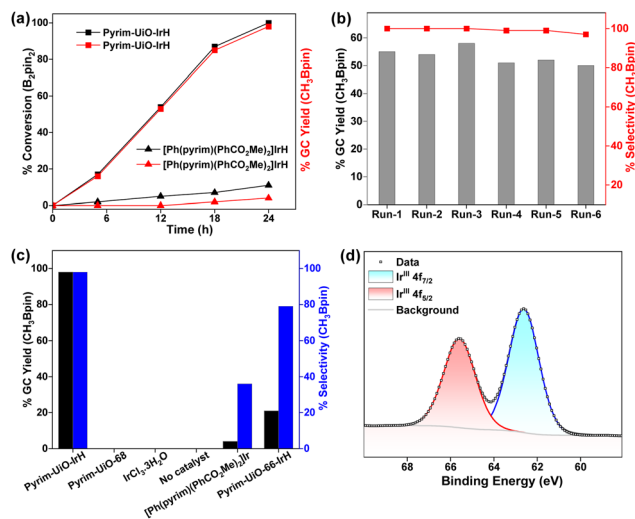 (a)
Pyrim-UiO-IrH
Pyrim-UiO-IrH
[Ph(pyrim)(PhCO2Me)2]IrH
[Ph(pyrim)(PhCO2Me)2]IrH
% Conversion (B2pin2)
% GC Yield (CH3Bpin)
100
80
60
40
20
0
0 6 12 18 24
Time (h)
(b)
% GC Yield (CH3Bpin)
% Selectivity (CH3Bpin)
60
50
40
30
20
10
0
100
80
60
40
20
Run-1 Run-2 Run-3 Run-4 Run-5 Run-6
(c)
% GC Yield (CH3Bpin)
% Selectivity (CH3Bpin)
100
80
60
40
20
0
100
80
60
40
20
0
Pyrim-UiO-IrH
Pyrim-UiO-68
IrCl3·3H2O
No catalyst
[Ph(pyrim)(PhCO2Me)2]Ir
Pyrim-UiO-66-IrH
(d)
Data
IrIII 4f7/2
IrIII 4f5/2
Background
68 66 64 62 60
Binding Energy (eV)